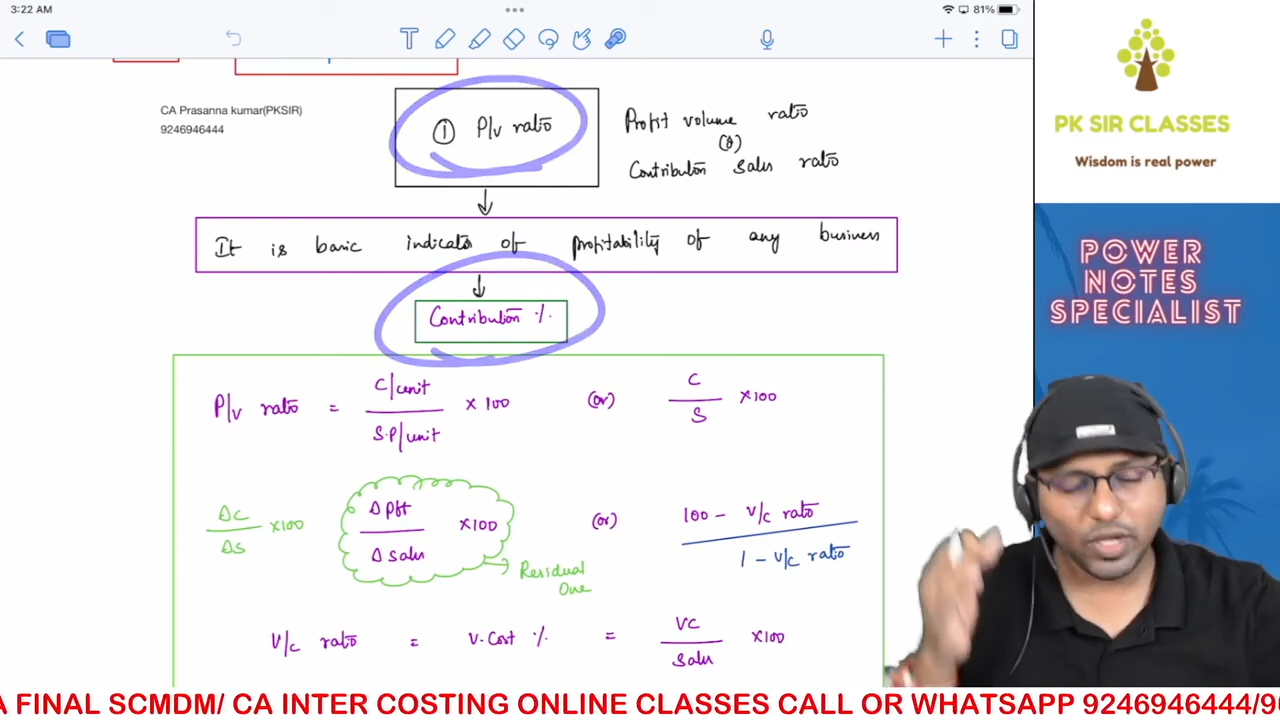 3:22 AM
81%
T
CA Prasanna kumar(PKSIR)
9246946444
① P/v ratio
Profit volume ratio
(or)
Contribution Sales ratio
It is basic indicator of profitability of any business
Contribution %
P/v ratio = C/unit / S.P/unit × 100 (or) C / S × 100
ΔC / ΔS × 100 Δ Pft / Δ Sales × 100 (or) 100 - v/c ratio
1 - v/c ratio
Residual
One
V/c ratio = V.Cost % = VC / Sales × 100
PK SIR CLASSES
Wisdom is real power
POWER
NOTES
SPECIALIST
A FINAL SCMDM/ CA INTER COSTING ONLINE CLASSES CALL OR WHATSAPP 9246946444/9